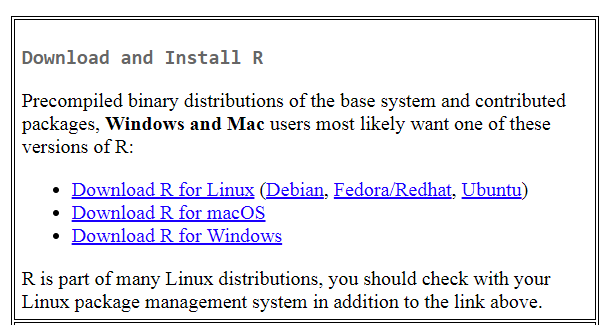 Download and Install R
Precompiled binary distributions of the base system and contributed
packages, Windows and Mac users most likely want one of these
versions of R:
• Download R for Linux (Debian, Fedora/Redhat, Ubuntu)
• Download R for macOS
• Download R for Windows
R is part of many Linux distributions, you should check with your
Linux package management system in addition to the link above.